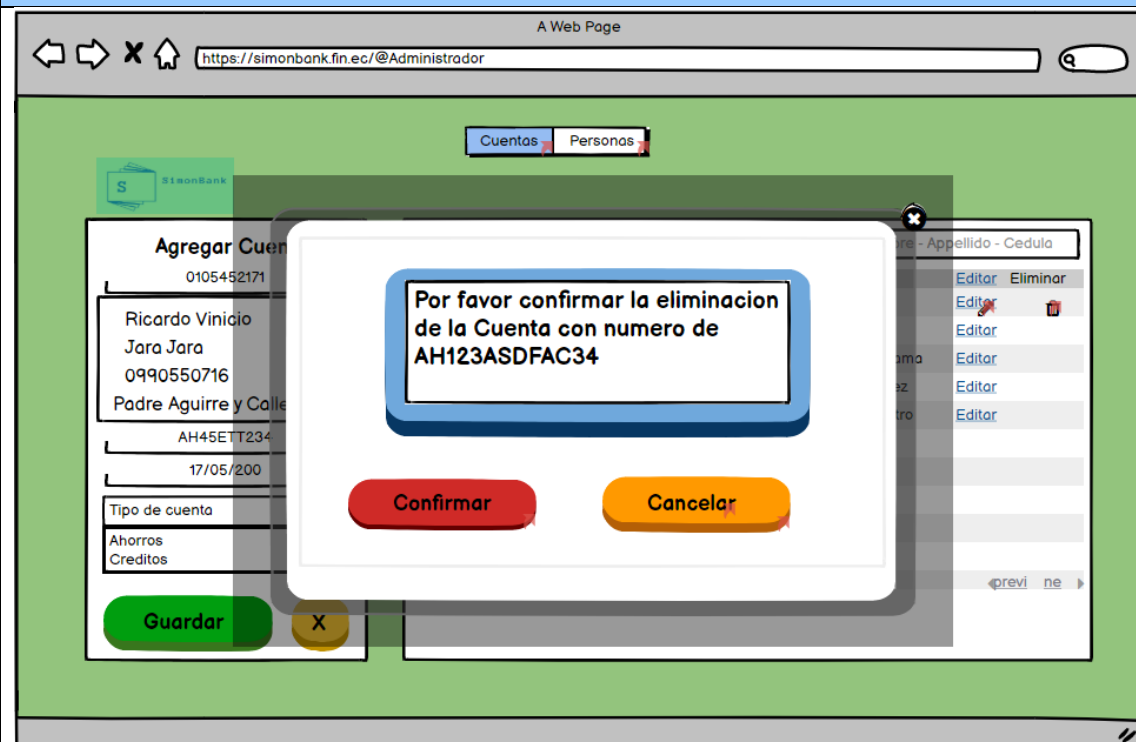 A Web Page
https://simonbank.fin.ec/@Administrador
Cuentas Personas
S SimonBank
Agregar Cuen
0105452171
Ricardo Vinicio
Jara Jara
0990550716
Padre Aguirre y Calle
AH45ETT234
17/05/200
Tipo de cuenta
Ahorros
Creditos
Guardar X
Por favor confirmar la eliminacion
de la Cuenta con numero de
AH123ASDFAC34
Confirmar Cancelar
re - Appellido - Cedula
Editar Eliminar
Editar
Editar
ama Editar
ez Editar
tro Editar
previ ne